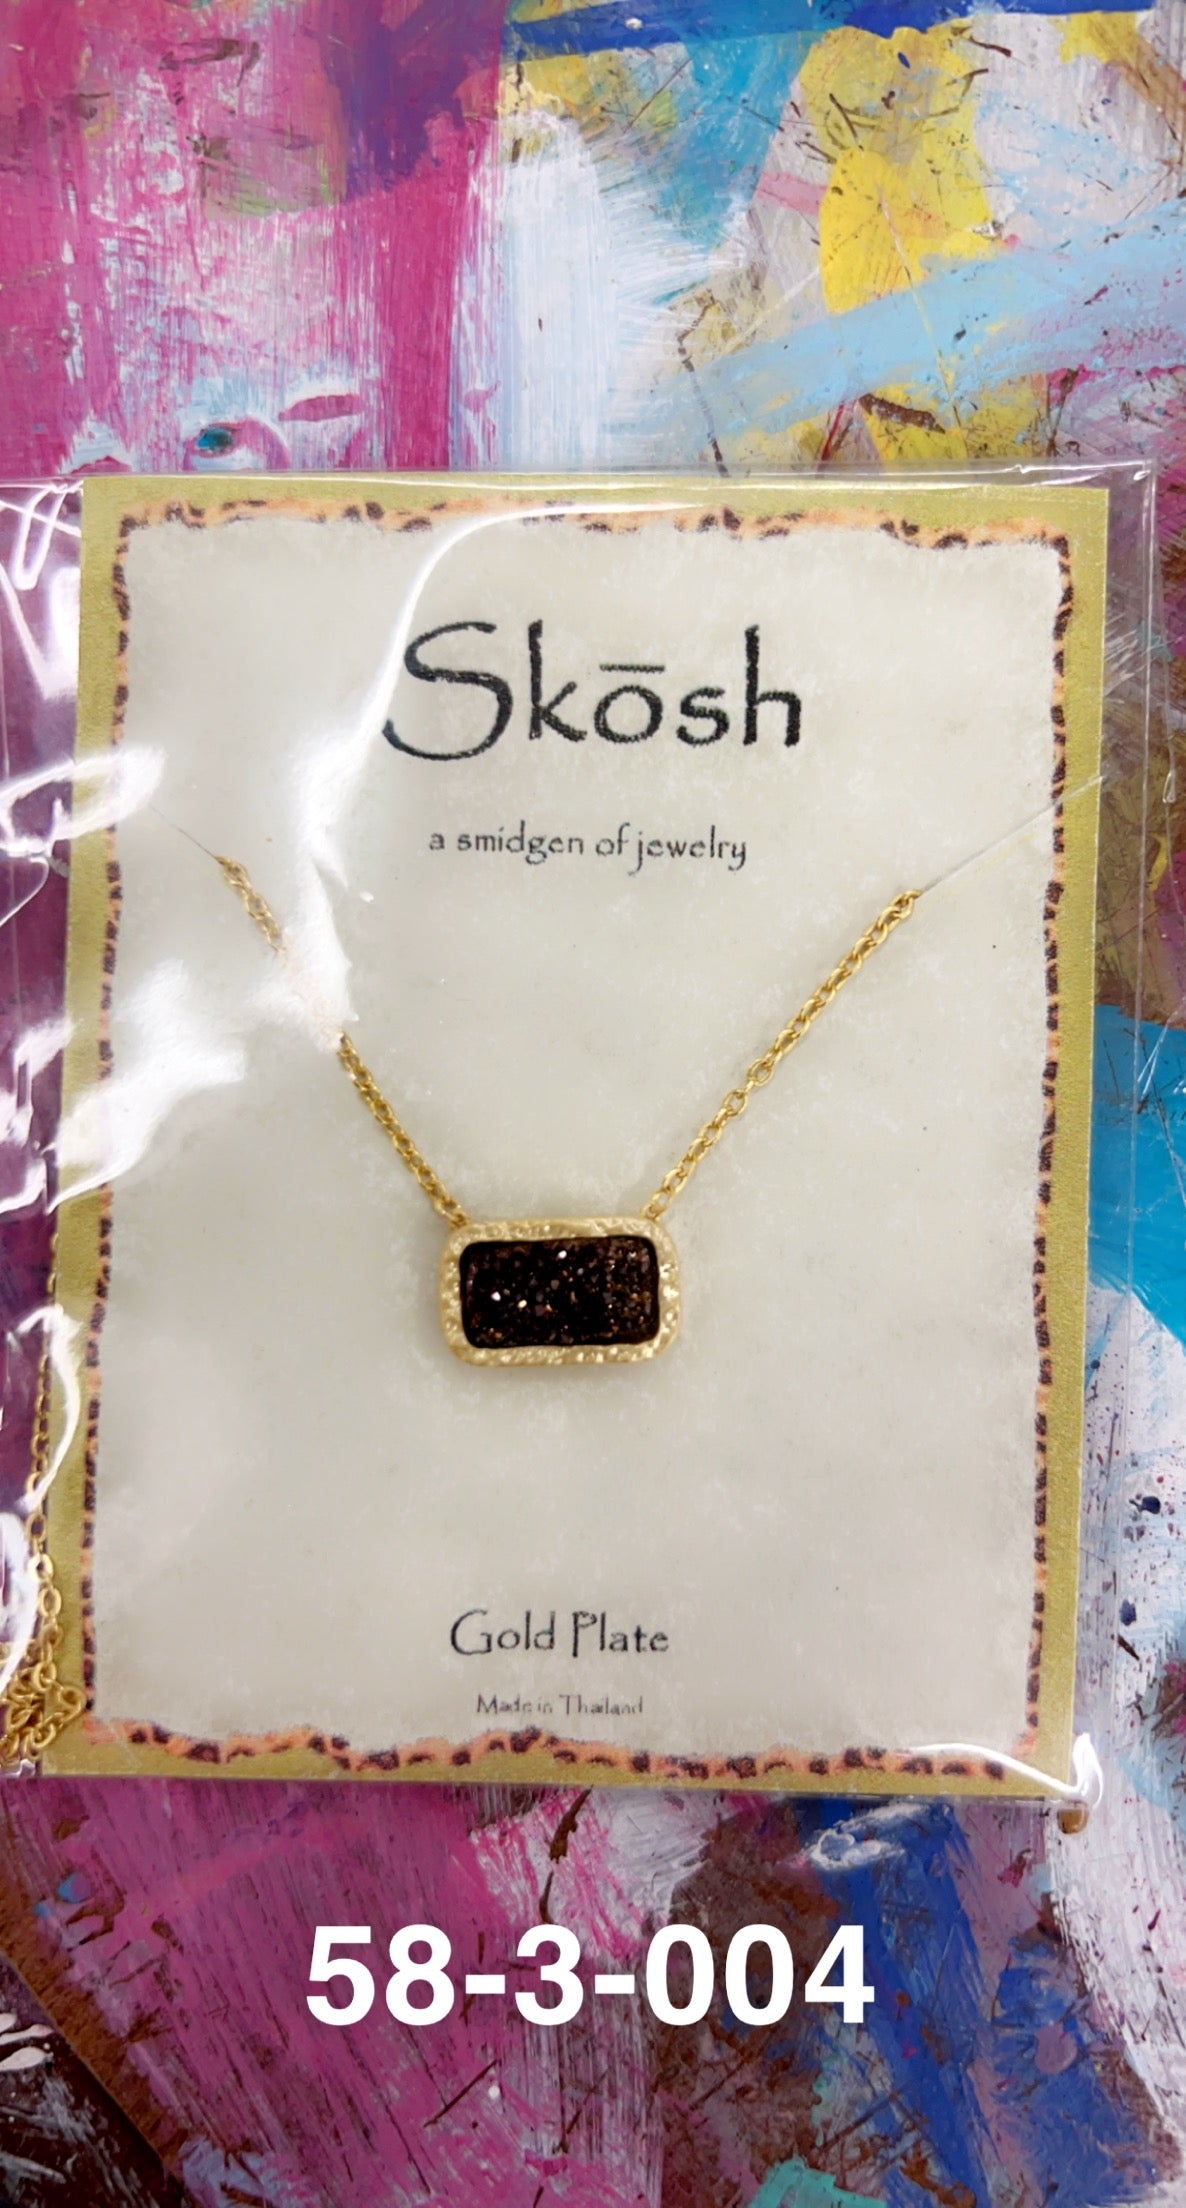 Skōsh
a smidgen of jewelry
Gold Plate
Made in Thailand
58-3-004